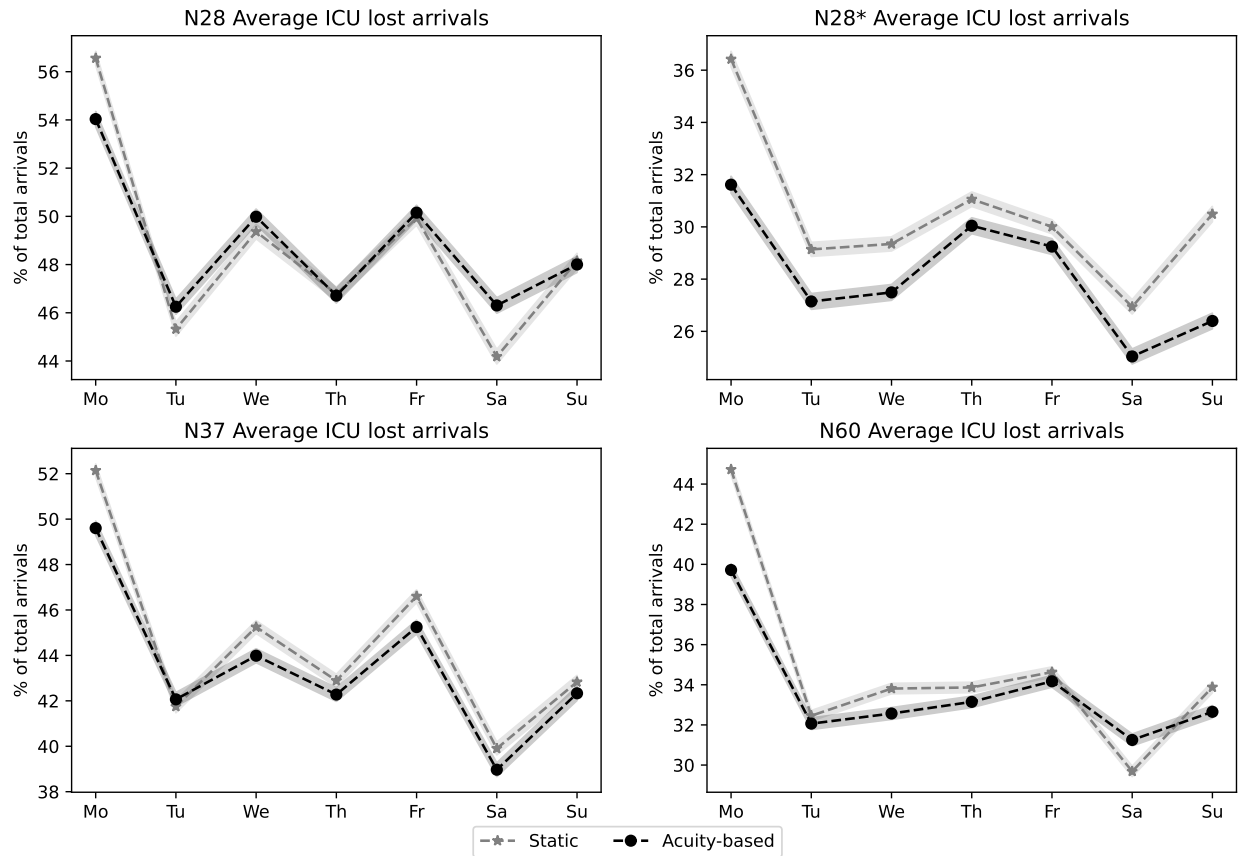 N28 Average ICU lost arrivals
% of total arrivals
56
54
52
50
48
46
44
Mo Tu We Th Fr Sa Su
N28* Average ICU lost arrivals
% of total arrivals
36
34
32
30
28
26
Mo Tu We Th Fr Sa Su
N37 Average ICU lost arrivals
% of total arrivals
52
50
48
46
44
42
40
38
Mo Tu We Th Fr Sa Su
N60 Average ICU lost arrivals
% of total arrivals
44
42
40
38
36
34
32
30
Mo Tu We Th Fr Sa Su
Static Acuity-based